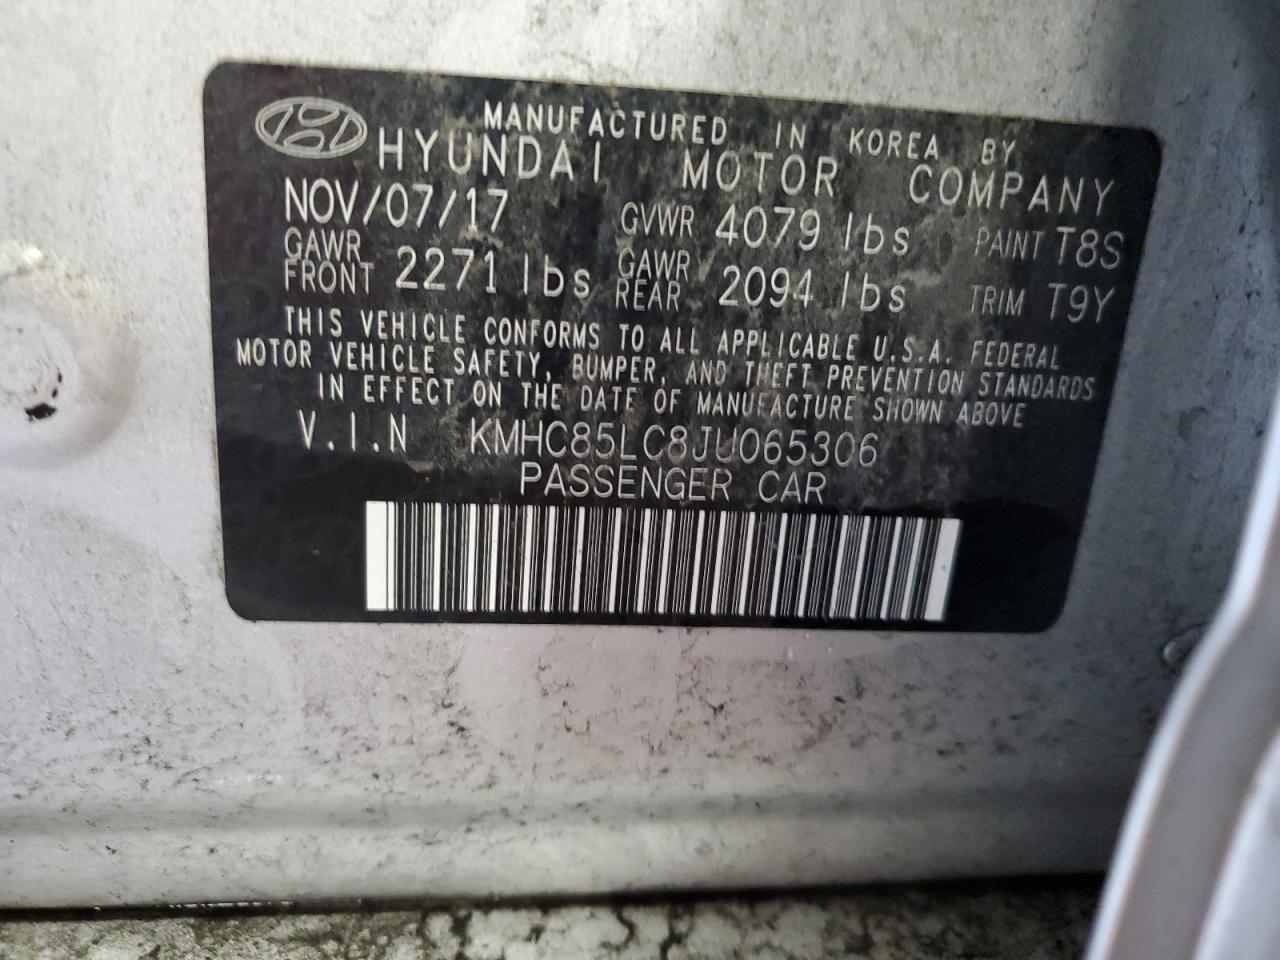 MANUFACTURED IN KOREA BY
HYUNDAI MOTOR COMPANY
NOV/07/17 GVWR 4079 lbs PAINT T8S
GAWR FRONT 2271 lbs GAWR REAR 2094 lbs TRIM T9Y
THIS VEHICLE CONFORMS TO ALL APPLICABLE U.S.A. FEDERAL
MOTOR VEHICLE SAFETY, BUMPER, AND THEFT PREVENTION STANDARDS
IN EFFECT ON THE DATE OF MANUFACTURE SHOWN ABOVE
V.I.N KMHC85LC8JU065306
PASSENGER CAR